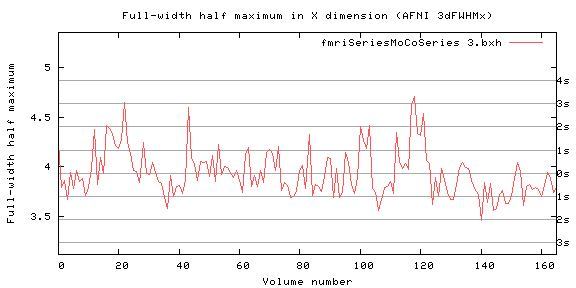 Full-width half maximum in X dimension (AFNI 3dFWHMx)
fmriSeriesMoCoSeries 3.bxh
Full-width half maximum
5
4.5
4
3.5
4s
3s
2s
1s
0s
1s
2s
3s
0 20 40 60 80 100 120 140 160
Volume number